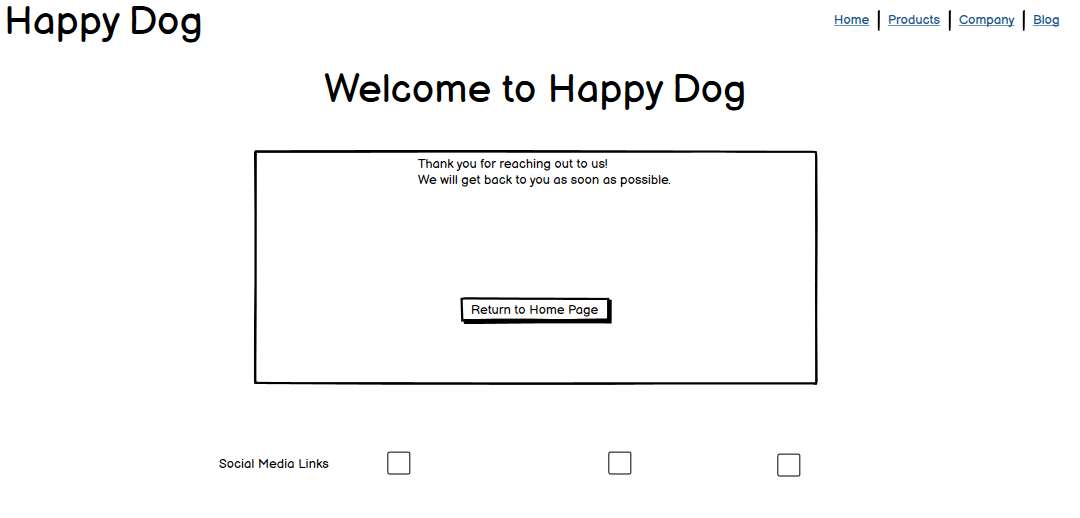 Happy Dog
Home | Products | Company | Blog
Welcome to Happy Dog
Thank you for reaching out to us!
We will get back to you as soon as possible.
Return to Home Page
Social Media Links